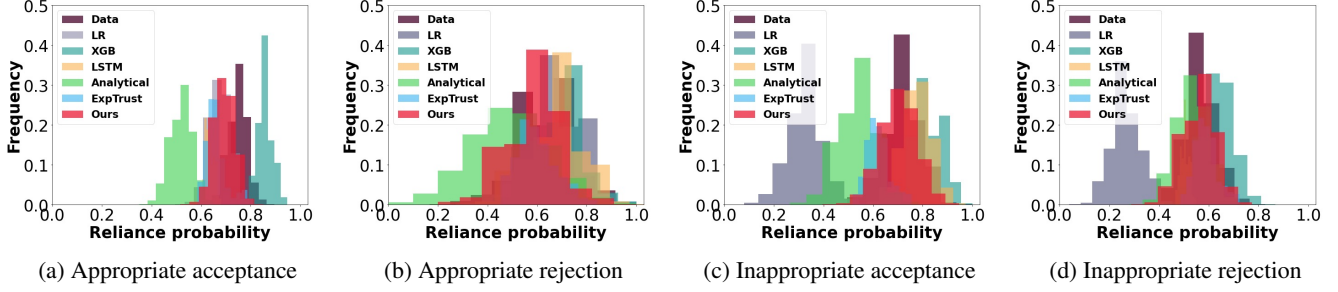 0.5
0.4
0.3
0.2
0.1
0.0
Frequency
Data
LR
XGB
LSTM
Analytical
ExpTrust
Ours
0.0 0.2 0.4 0.6 0.8 1.0
Reliance probability
(a) Appropriate acceptance
0.5
0.4
0.3
0.2
0.1
0.0
Frequency
Data
LR
XGB
LSTM
Analytical
ExpTrust
Ours
0.0 0.2 0.4 0.6 0.8 1.0
Reliance probability
(b) Appropriate rejection
0.5
0.4
0.3
0.2
0.1
0.0
Frequency
Data
LR
XGB
LSTM
Analytical
ExpTrust
Ours
0.0 0.2 0.4 0.6 0.8 1.0
Reliance probability
(c) Inappropriate acceptance
0.5
0.4
0.3
0.2
0.1
0.0
Frequency
Data
LR
XGB
LSTM
Analytical
ExpTrust
Ours
0.0 0.2 0.4 0.6 0.8 1.0
Reliance probability
(d) Inappropriate rejection